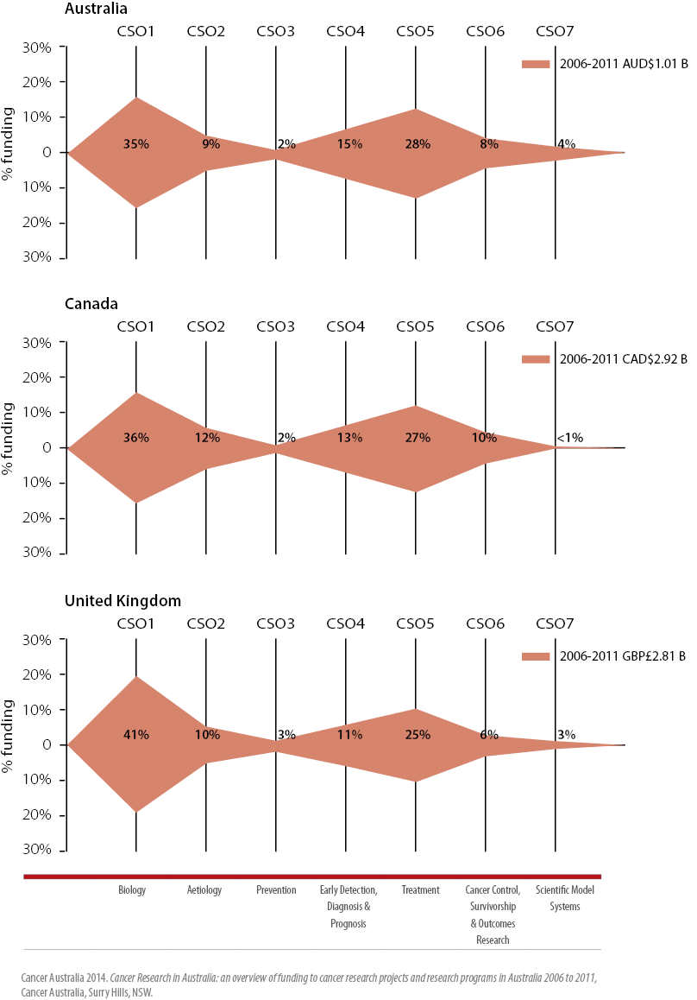 Australia
CSO1 CSO2 CSO3 CSO4 CSO5 CSO6 CSO7
30%
2006-2011 AUD$1.01 B
20%
10%
% funding
35% 9% 2% 15% 28% 8% 4%
0
10%
20%
30%
Canada
CSO1 CSO2 CSO3 CSO4 CSO5 CSO6 CSO7
30%
2006-2011 CAD$2.92 B
20%
10%
% funding
36% 12% 2% 13% 27% 10% <1%
0
10%
20%
30%
United Kingdom
CSO1 CSO2 CSO3 CSO4 CSO5 CSO6 CSO7
30%
2006-2011 GBP£2.81 B
20%
10%
% funding
41% 10% 3% 11% 25% 6% 3%
0
10%
20%
30%
Biology Aetiology Prevention Early Detection, Treatment Cancer Control, Scientific Model
Diagnosis & Survivorship Systems
Prognosis & Outcomes
Research
Cancer Australia 2014. Cancer Research in Australia: an overview of funding to cancer research projects and research programs in Australia 2006 to 2011,
Cancer Australia, Surry Hills, NSW.